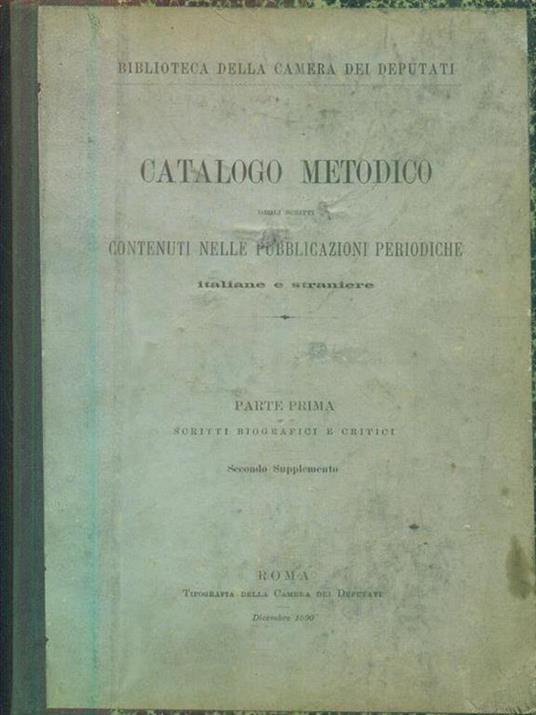 BIBLIOTECA DELLA CAMERA DEI DEPUTATI
CATALOGO METODICO
DEGLI SCRITTI
CONTENUTI NELLE PUBBLICAZIONI PERIODICHE
italiane e straniere
PARTE PRIMA
SCRITTI BIOGRAFICI E CRITICI
Secondo Supplemento
ROMA
TIPOGRAFIA DELLA CAMERA DEI DEPUTATI
Dicembre